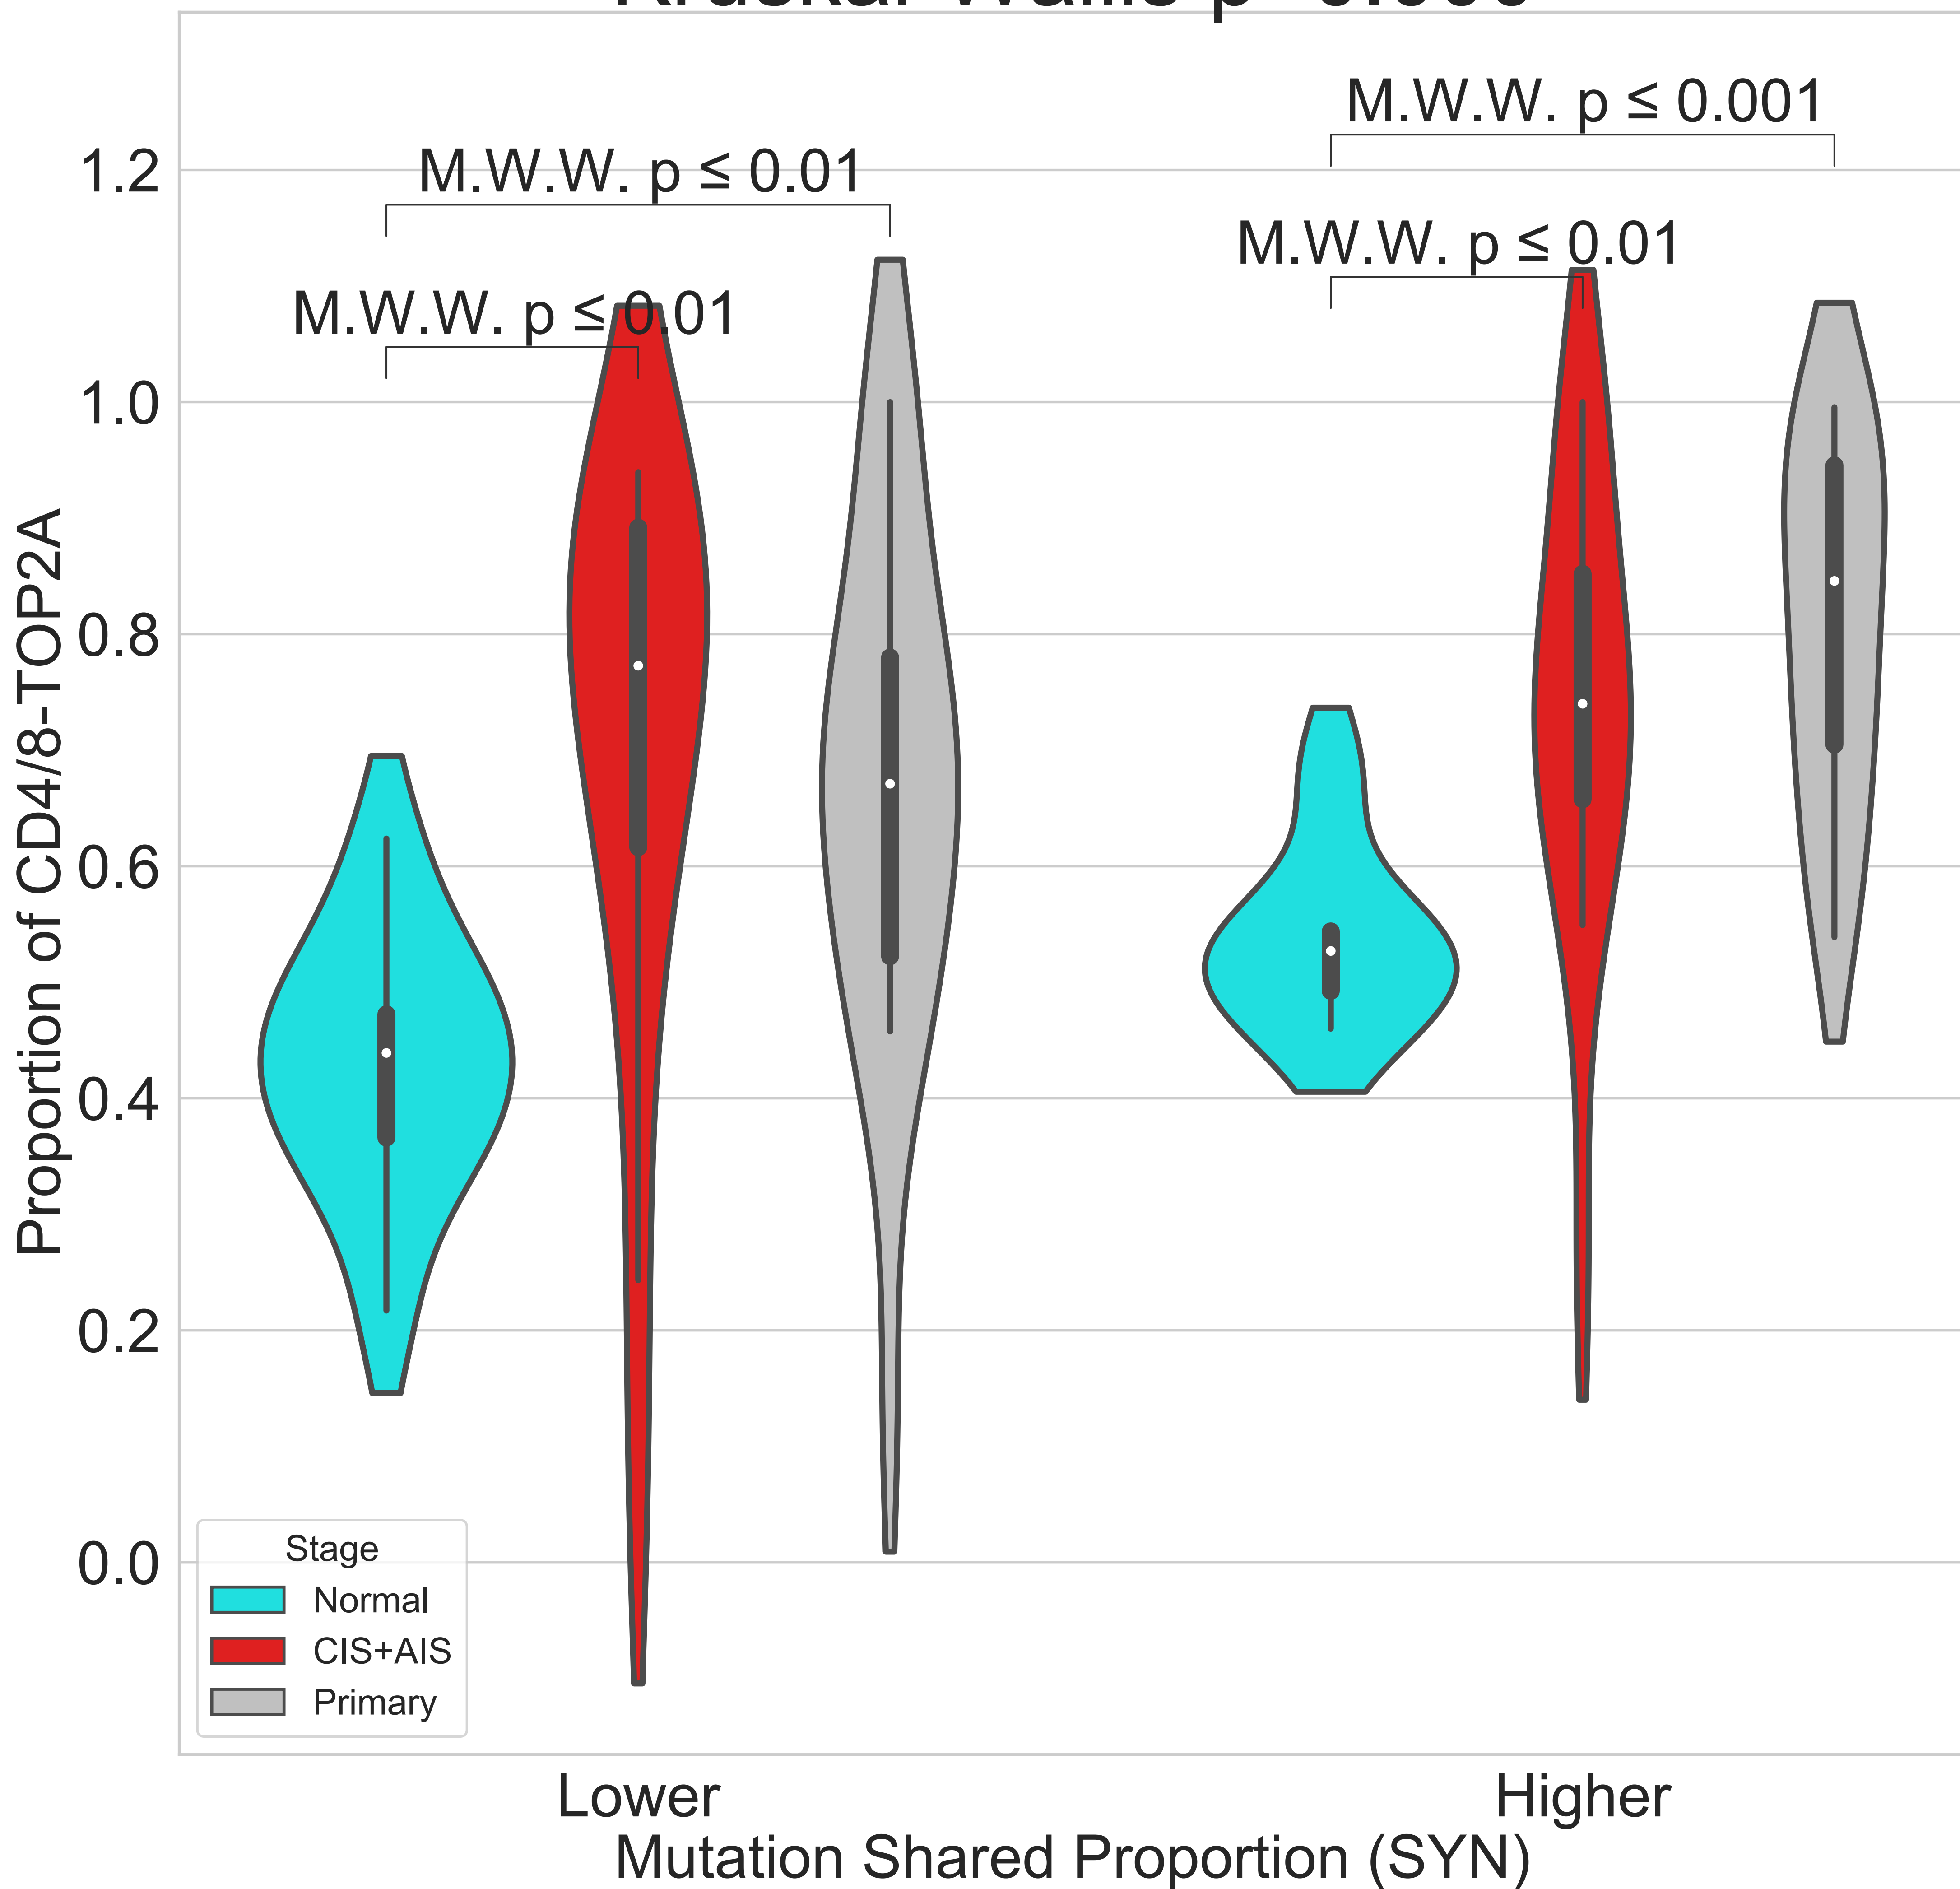 M.W.W. p ≤ 0.001
1.2
M.W.W. p ≤ 0.01
M.W.W. p ≤ 0.01
M.W.W. p ≤ 0.01
1.0
0.8
0.6
0.4
0.2
0.0
Proportion of CD4/8-TOP2A
Stage
Normal
CIS+AIS
Primary
Lower
Higher
Mutation Shared Proportion (SYN)